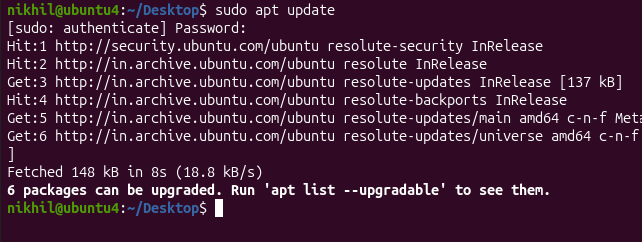 nikhil@ubuntu4:~/Desktop$ sudo apt update
[sudo: authenticate] Password:
Hit:1 http://security.ubuntu.com/ubuntu resolute-security InRelease
Hit:2 http://in.archive.ubuntu.com/ubuntu resolute InRelease
Get:3 http://in.archive.ubuntu.com/ubuntu resolute-updates InRelease [137 kB]
Hit:4 http://in.archive.ubuntu.com/ubuntu resolute-backports InRelease
Get:5 http://in.archive.ubuntu.com/ubuntu resolute-updates/main amd64 c-n-f Meta
Get:6 http://in.archive.ubuntu.com/ubuntu resolute-updates/universe amd64 c-n-f
]
Fetched 148 kB in 8s (18.8 kB/s)
6 packages can be upgraded. Run 'apt list --upgradable' to see them.
nikhil@ubuntu4:~/Desktop$